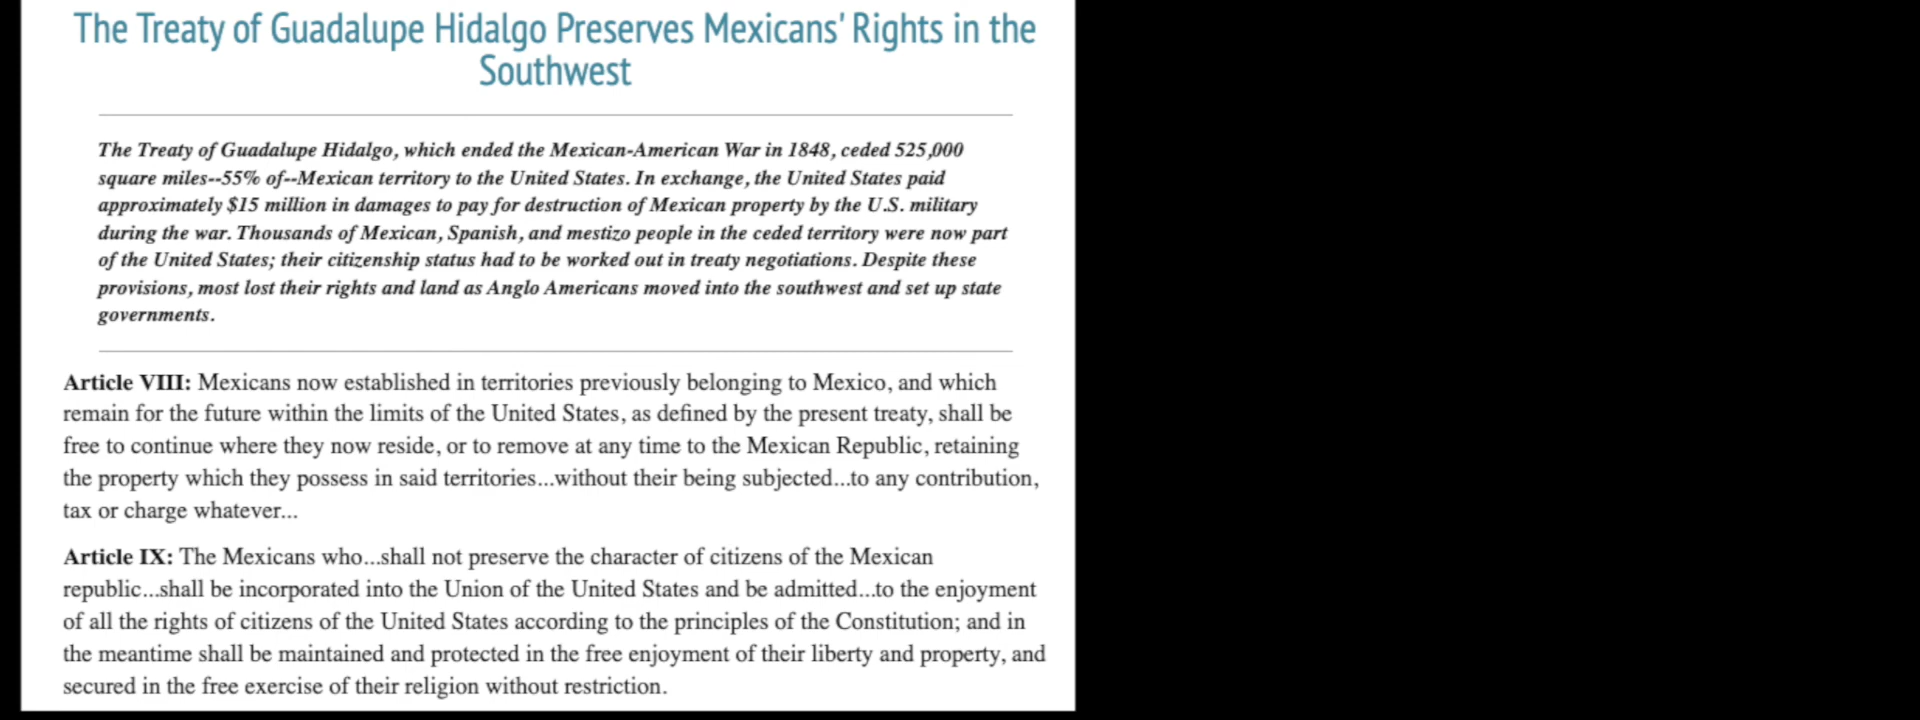 The Treaty of Guadalupe Hidalgo Preserves Mexicans' Rights in the
Southwest
The Treaty of Guadalupe Hidalgo, which ended the Mexican-American War in 1848, ceded 525,000
square miles--55% of--Mexican territory to the United States. In exchange, the United States paid
approximately $15 million in damages to pay for destruction of Mexican property by the U.S. military
during the war. Thousands of Mexican, Spanish, and mestizo people in the ceded territory were now part
of the United States; their citizenship status had to be worked out in treaty negotiations. Despite these
provisions, most lost their rights and land as Anglo Americans moved into the southwest and set up state
governments.
Article VIII: Mexicans now established in territories previously belonging to Mexico, and which
remain for the future within the limits of the United States, as defined by the present treaty, shall be
free to continue where they now reside, or to remove at any time to the Mexican Republic, retaining
the property which they possess in said territories...without their being subjected...to any contribution,
tax or charge whatever...
Article IX: The Mexicans who...shall not preserve the character of citizens of the Mexican
republic...shall be incorporated into the Union of the United States and be admitted...to the enjoyment
of all the rights of citizens of the United States according to the principles of the Constitution; and in
the meantime shall be maintained and protected in the free enjoyment of their liberty and property, and
secured in the free exercise of their religion without restriction.